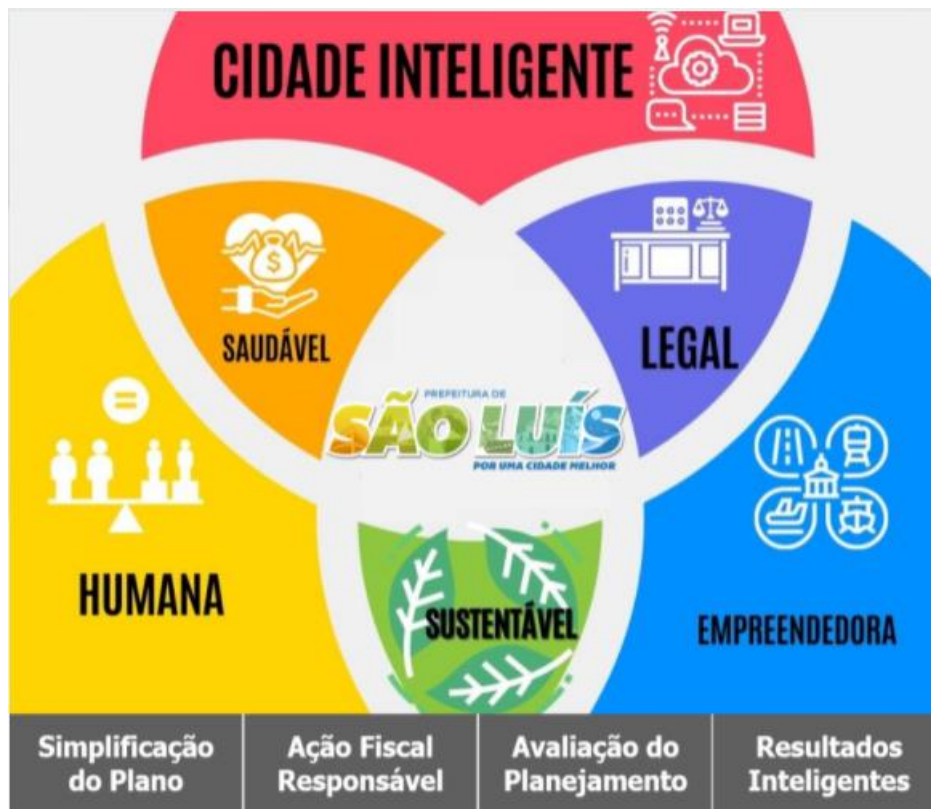 CIDADE INTELIGENTE
SAUDÁVEL
LEGAL
PREFEITURA DE
SÃO LUÍS
POR UMA CIDADE MELHOR
HUMANA
SUSTENTÁVEL
EMPREENDEDORA
Simplificação
do Plano
Ação Fiscal
Responsável
Avaliação do
Planejamento
Resultados
Inteligentes